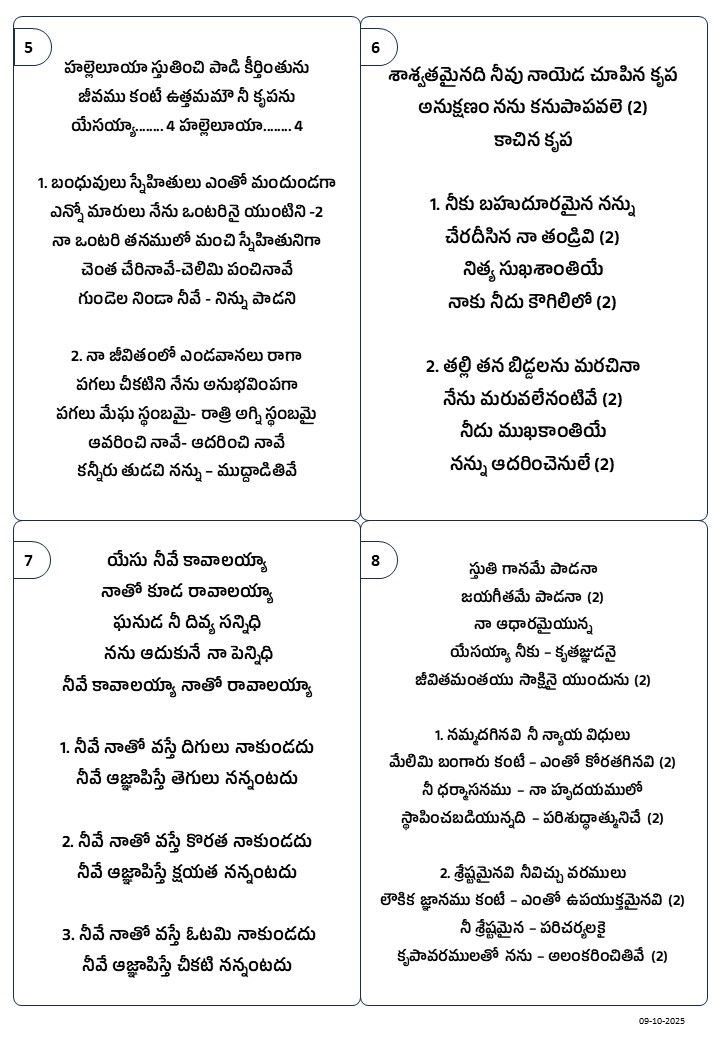 5
హల్లెలూయా స్తుతించి పాడి కీర్తింతును
జీవము కంటే ఉత్తమమౌ నీ కృపను
యేసయ్యా....... 4 హల్లెలూయా....... 4
1. బంధువులు స్నేహితులు ఎంతో మందుండగా
ఎన్నో మారులు నేను ఒంటరినై యుంటిని -2
నా ఒంటరి తనములో మంచి స్నేహితునిగా
చెంత చేరినావే-చెలిమి పంచినావే
గుండెల నిండా నీవే - నిన్ను పాడని
2. నా జీవితంలో ఎండవానలు రాగా
పగలు చీకటిని నేను అనుభవింపగా
పగలు మేఘ స్థంబమై- రాత్రి అగ్ని స్థంబమై
ఆవరించి నావే- ఆదరించి నావే
కన్నీరు తుడచి నన్ను – ముద్దాడితివే
6
శాశ్వతమైనది నీవు నాయెడ చూపిన కృప
అనుక్షణం నను కనుపాపవలె (2)
కాచిన కృప
1. నీకు బహుదూరమైన నన్ను
చేరదీసిన నా తండ్రివి (2)
నిత్య సుఖశాంతియే
నాకు నీదు కౌగిలిలో (2)
2. తల్లి తన బిడ్డలను మరచినా
నేను మరువలేనంటివే (2)
నీదు ముఖకాంతియే
నన్ను ఆదరించెనులే (2)
7
యేసు నీవే కావాలయ్యా
నాతో కూడ రావాలయ్యా
ఘనుడ నీ దివ్య సన్నిధి
నను ఆదుకునే నా పెన్నిధి
నీవే కావాలయ్యా నాతో రావాలయ్యా
1. నీవే నాతో వస్తే దిగులు నాకుండదు
నీవే ఆజ్ఞాపిస్తే తెగులు నన్నంటదు
2. నీవే నాతో వస్తే కొరత నాకుండదు
నీవే ఆజ్ఞాపిస్తే క్షయత నన్నంటదు
3. నీవే నాతో వస్తే ఓటమి నాకుండదు
నీవే ఆజ్ఞాపిస్తే చీకటి నన్నంటదు
8
స్తుతి గానమే పాడనా
జయగీతమే పాడనా (2)
నా ఆధారమైయున్న
యేసయ్యా నీకు – కృతజ్ఞుడనై
జీవితమంతయు సాక్షినై యుందును (2)
1. నమ్మదగినవి నీ న్యాయ విధులు
మేలిమి బంగారు కంటే – ఎంతో కోరతగినవి (2)
నీ ధర్మాసనము – నా హృదయములో
స్థాపించబడియున్నది – పరిశుద్ధాత్మునిచే (2)
2. శ్రేష్టమైనవి నీవిచ్చు వరములు
లౌకిక జ్ఞానము కంటే – ఎంతో ఉపయుక్తమైనవి (2)
నీ శ్రేష్టమైన – పరిచర్యలకై
కృపావరములతో నను – అలంకరించితివే (2)
09-10-2025